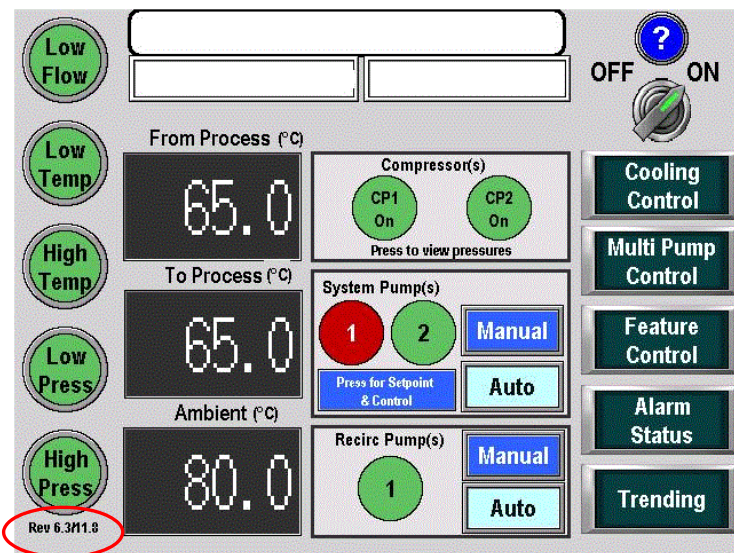 Low
Flow
?
OFF
ON
Low
Temp
From Process (°C)
65.0
Compressor(s)
CP1
On
CP2
On
Press to view pressures
Cooling
Control
High
Temp
To Process (°C)
65.0
System Pump(s)
1
2
Manual
Press for Setpoint
& Control
Auto
Multi Pump
Control
Feature
Control
Low
Press
Ambient (°C)
80.0
Recirc Pump(s)
1
Manual
Auto
Alarm
Status
High
Press
Trending
Rev 6.3/11.8